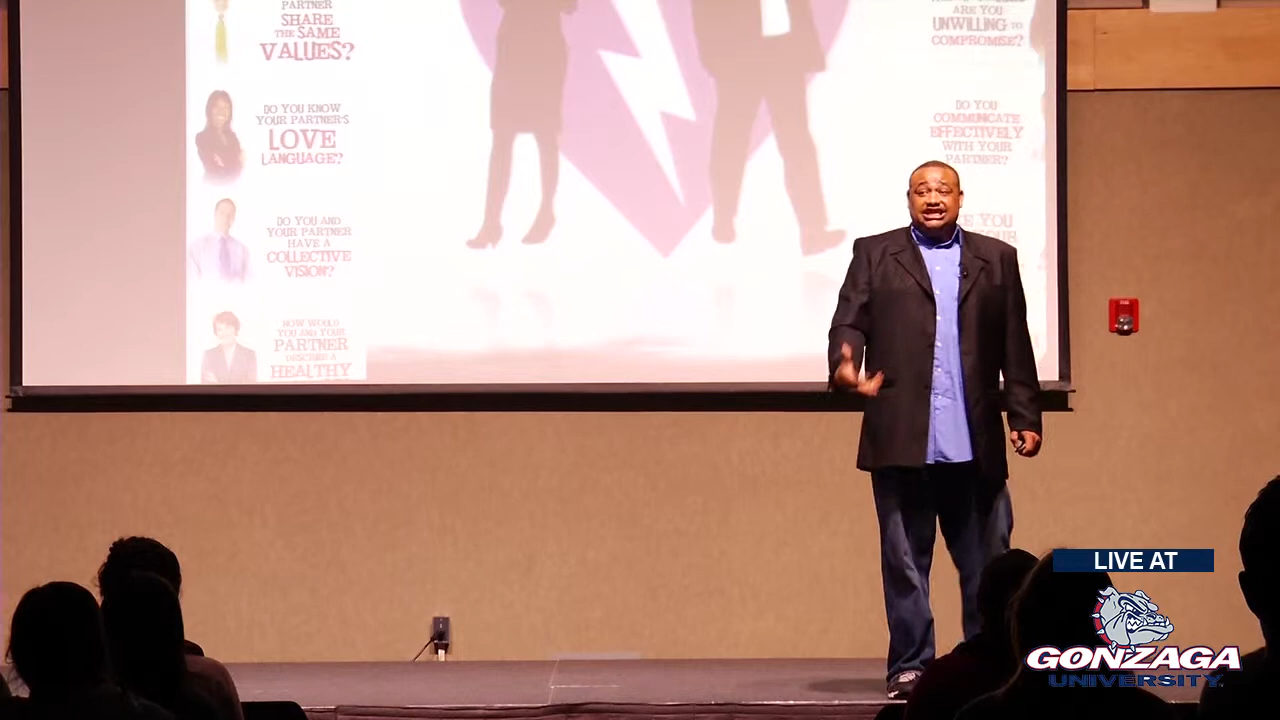 PARTNER
SHARE
THE SAME
VALUES?
DO YOU KNOW
YOUR PARTNER'S
LOVE
LANGUAGE?
DO YOU AND
YOUR PARTNER
HAVE A
COLLECTIVE
VISION?
HOW WOULD
YOU AND YOUR
PARTNER
DESCRIBE A
HEALTHY
ARE YOU
UNWILLING TO
COMPROMISE?
DO YOU
COMMUNICATE
EFFECTIVELY
WITH YOUR
PARTNER?
YOU
LIVE AT
GONZAGA
UNIVERSITY